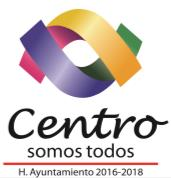 Centro
somos todos
H. Ayuntamiento 2016-2018